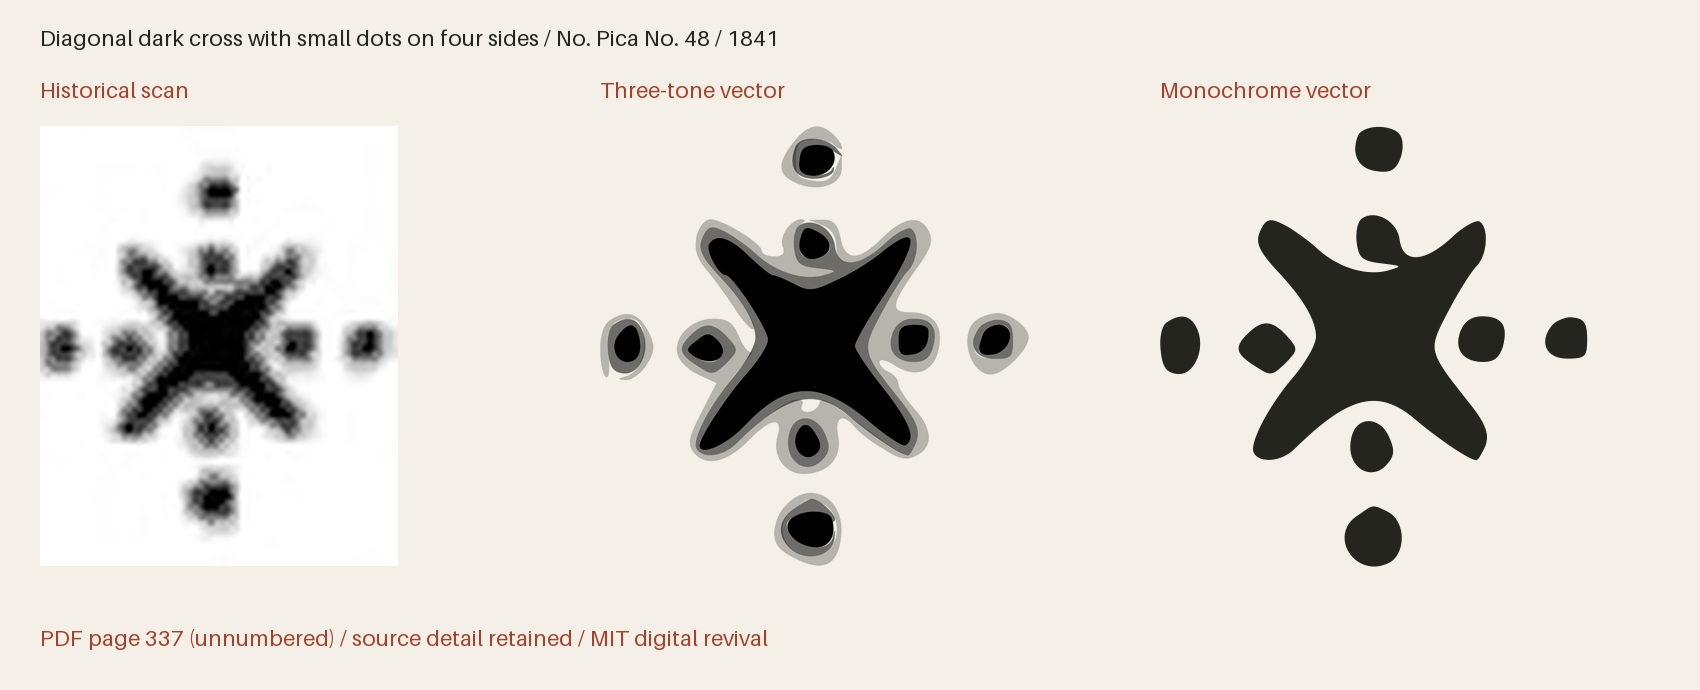 Diagonal dark cross with small dots on four sides / No. Pica No. 48 / 1841
Historical scan
Three-tone vector
Monochrome vector
PDF page 337 (unnumbered) / source detail retained / MIT digital revival